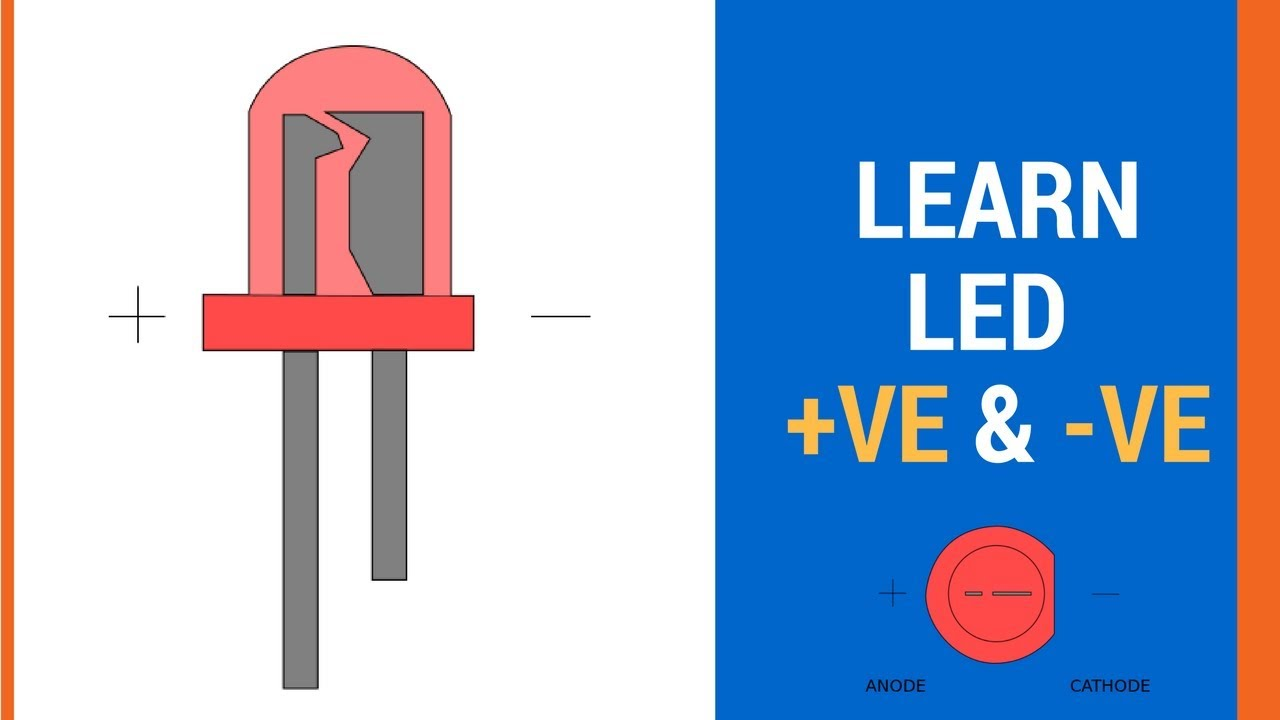 LEARN
LED
+VE & -VE
+ —
+ —
ANODE CATHODE